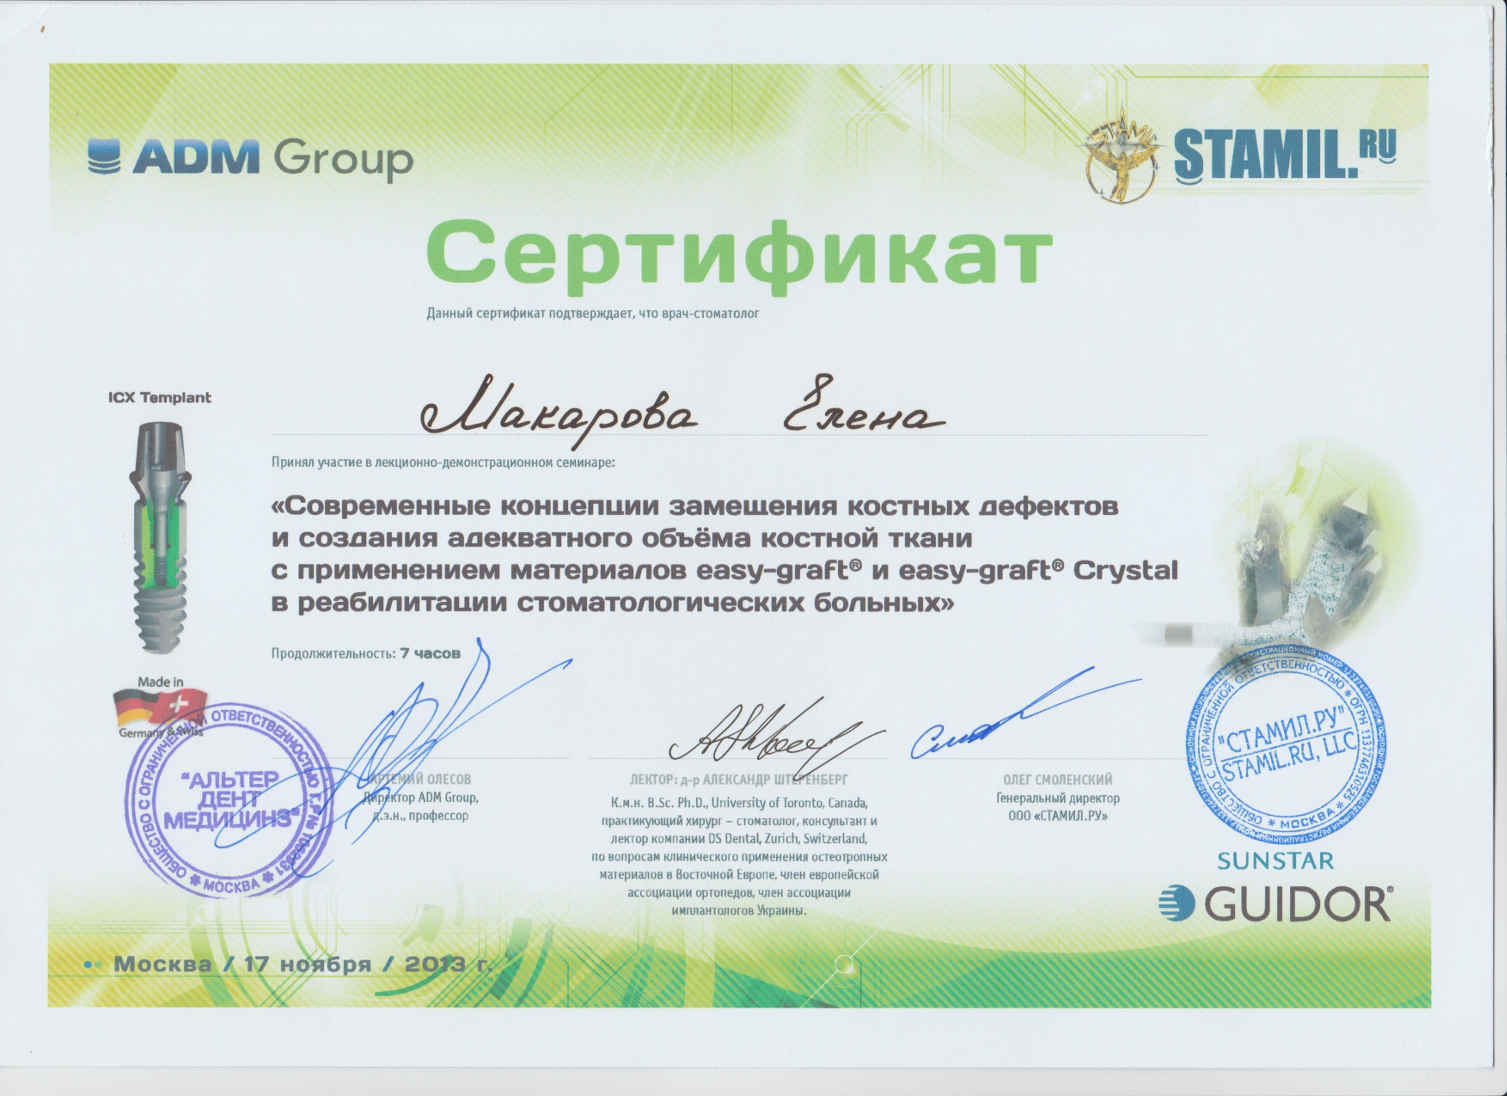 ADM Group
STAMIL.RU
Сертификат
Данный сертификат подтверждает, что врач-стоматолог
ICX Templant
Макарова Елена
Принял участие в лекционно-демонстрационном семинаре:
«Современные концепции замещения костных дефектов
и создания адекватного объёма костной ткани
с применением материалов easy-graft® и easy-graft® Crystal
в реабилитации стоматологических больных»
Продолжительность: 7 часов
Made in
Germany & Swiss
ОБЩЕСТВО С ОГРАНИЧЕННОЙ ОТВЕТСТВЕННОСТЬЮ
"АЛЬТЕР
ДЕНТ
МЕДИЦИНЗ"
* МОСКВА *
АРТЕМИЙ ОЛЕСОВ
Директор ADM Group,
д.э.н., профессор
ЛЕКТОР: д-р АЛЕКСАНДР ШТЕРЕНБЕРГ
К.м.н. B.Sc. Ph.D., University of Toronto, Canada,
практикующий хирург – стоматолог, консультант и
лектор компании DS Dental, Zurich, Switzerland,
по вопросам клинического применения остеотропных
материалов в Восточной Европе, член европейской
ассоциации ортопедов, член ассоциации
имплантологов Украины.
ОЛЕГ СМОЛЕНСКИЙ
Генеральный директор
ООО «СТАМИЛ.РУ»
ОБЩЕСТВО С ОГРАНИЧЕННОЙ ОТВЕТСТВЕННОСТЬЮ * ОГРН 1137746310525
"СТАМИЛ.РУ"
STAMIL.RU, LLC
* МОСКВА *
SUNSTAR
GUIDOR®
Москва / 17 ноября / 2013 г.